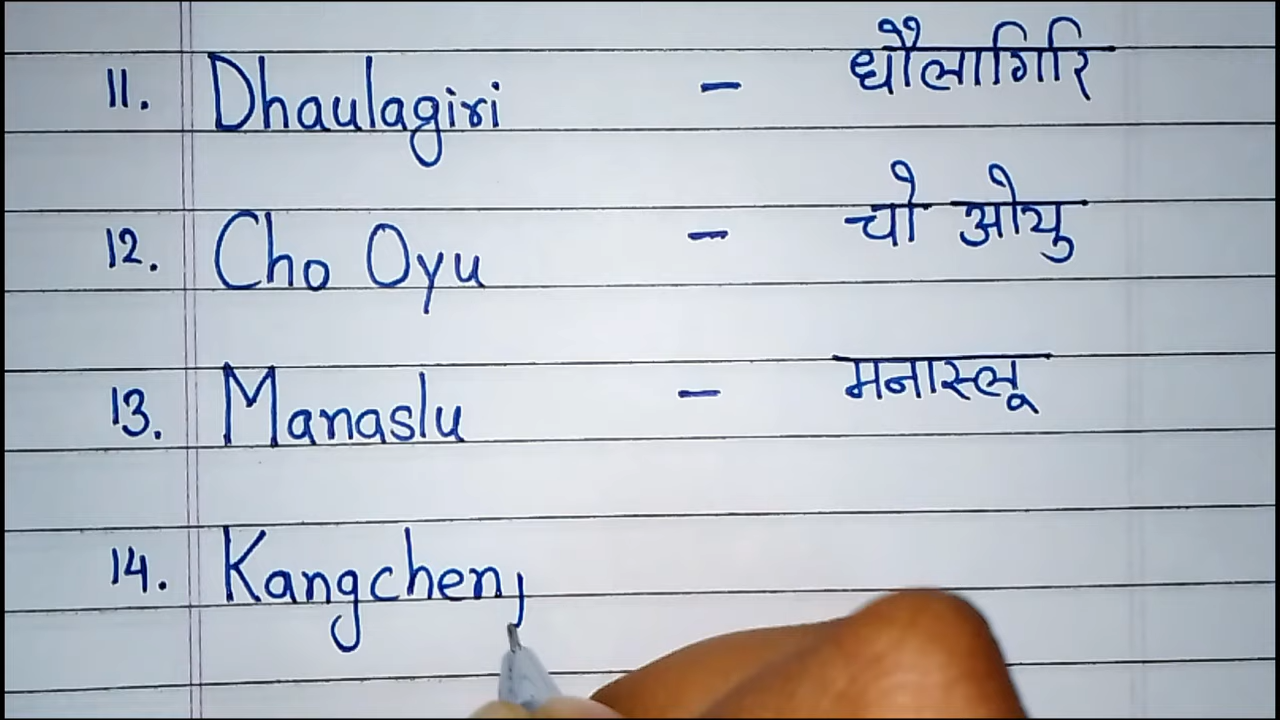 11. Dhaulagiri - धौलागिरि
12. Cho Oyu - चो ओयु
13. Manaslu - मनास्लू
14. Kangchenj